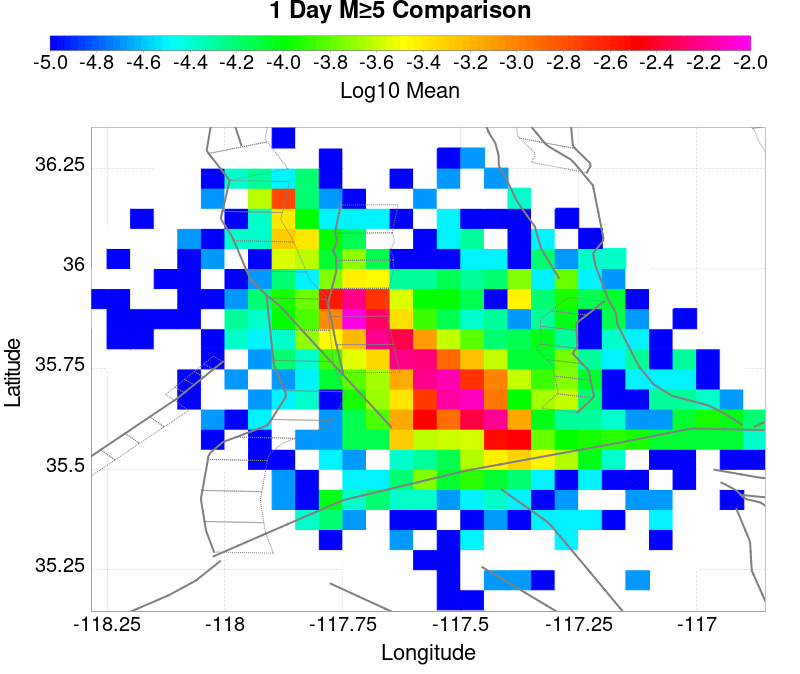 1 Day M≥5 Comparison
-5.0 -4.8 -4.6 -4.4 -4.2 -4.0 -3.8 -3.6 -3.4 -3.2 -3.0 -2.8 -2.6 -2.4 -2.2 -2.0
Log10 Mean
36.25
36
35.75
35.5
35.25
Latitude
-118.25 -118 -117.75 -117.5 -117.25 -117
Longitude